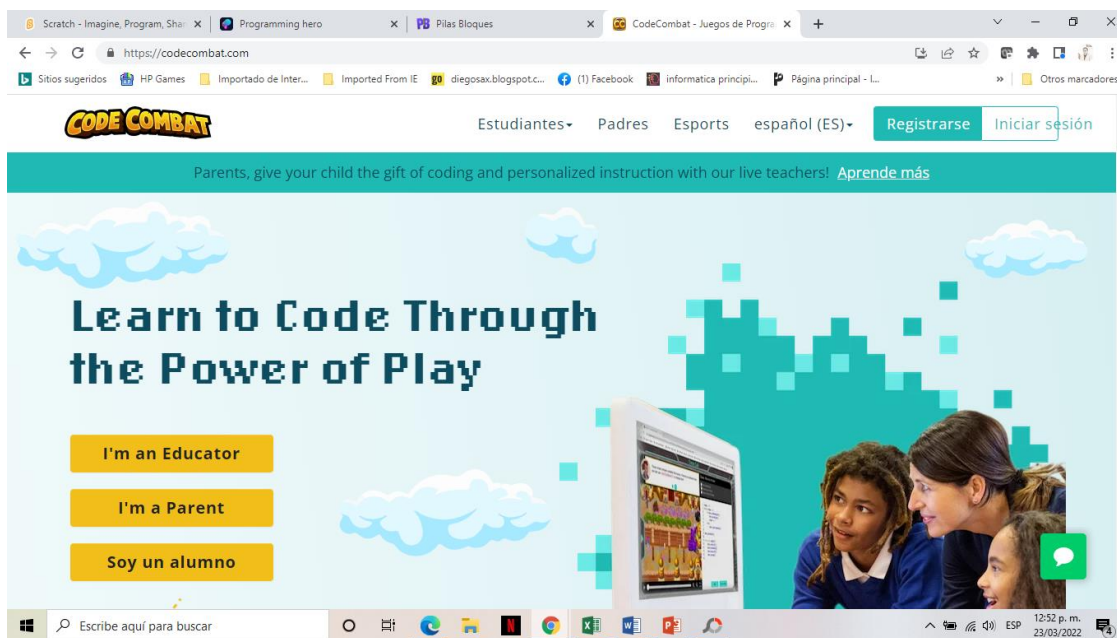 Scratch - Imagine, Program, Shar
Programming hero
PB Pilas Bloques
CodeCombat - Juegos de Progra
https://codecombat.com
Sitios sugeridos
HP Games
Importado de Inter...
Imported From IE
go diegosax.blogspot.c...
(1) Facebook
informatica principi...
Página principal - I...
»
Otros marcadores
CODE COMBAT
Estudiantes
Padres
Esports
español (ES)
Registrarse
Iniciar sesión
Parents, give your child the gift of coding and personalized instruction with our live teachers! Aprende más
Learn to Code Through
the Power of Play
I'm an Educator
I'm a Parent
Soy un alumno
Escribe aquí para buscar
ESP
12:52 p. m.
23/03/2022